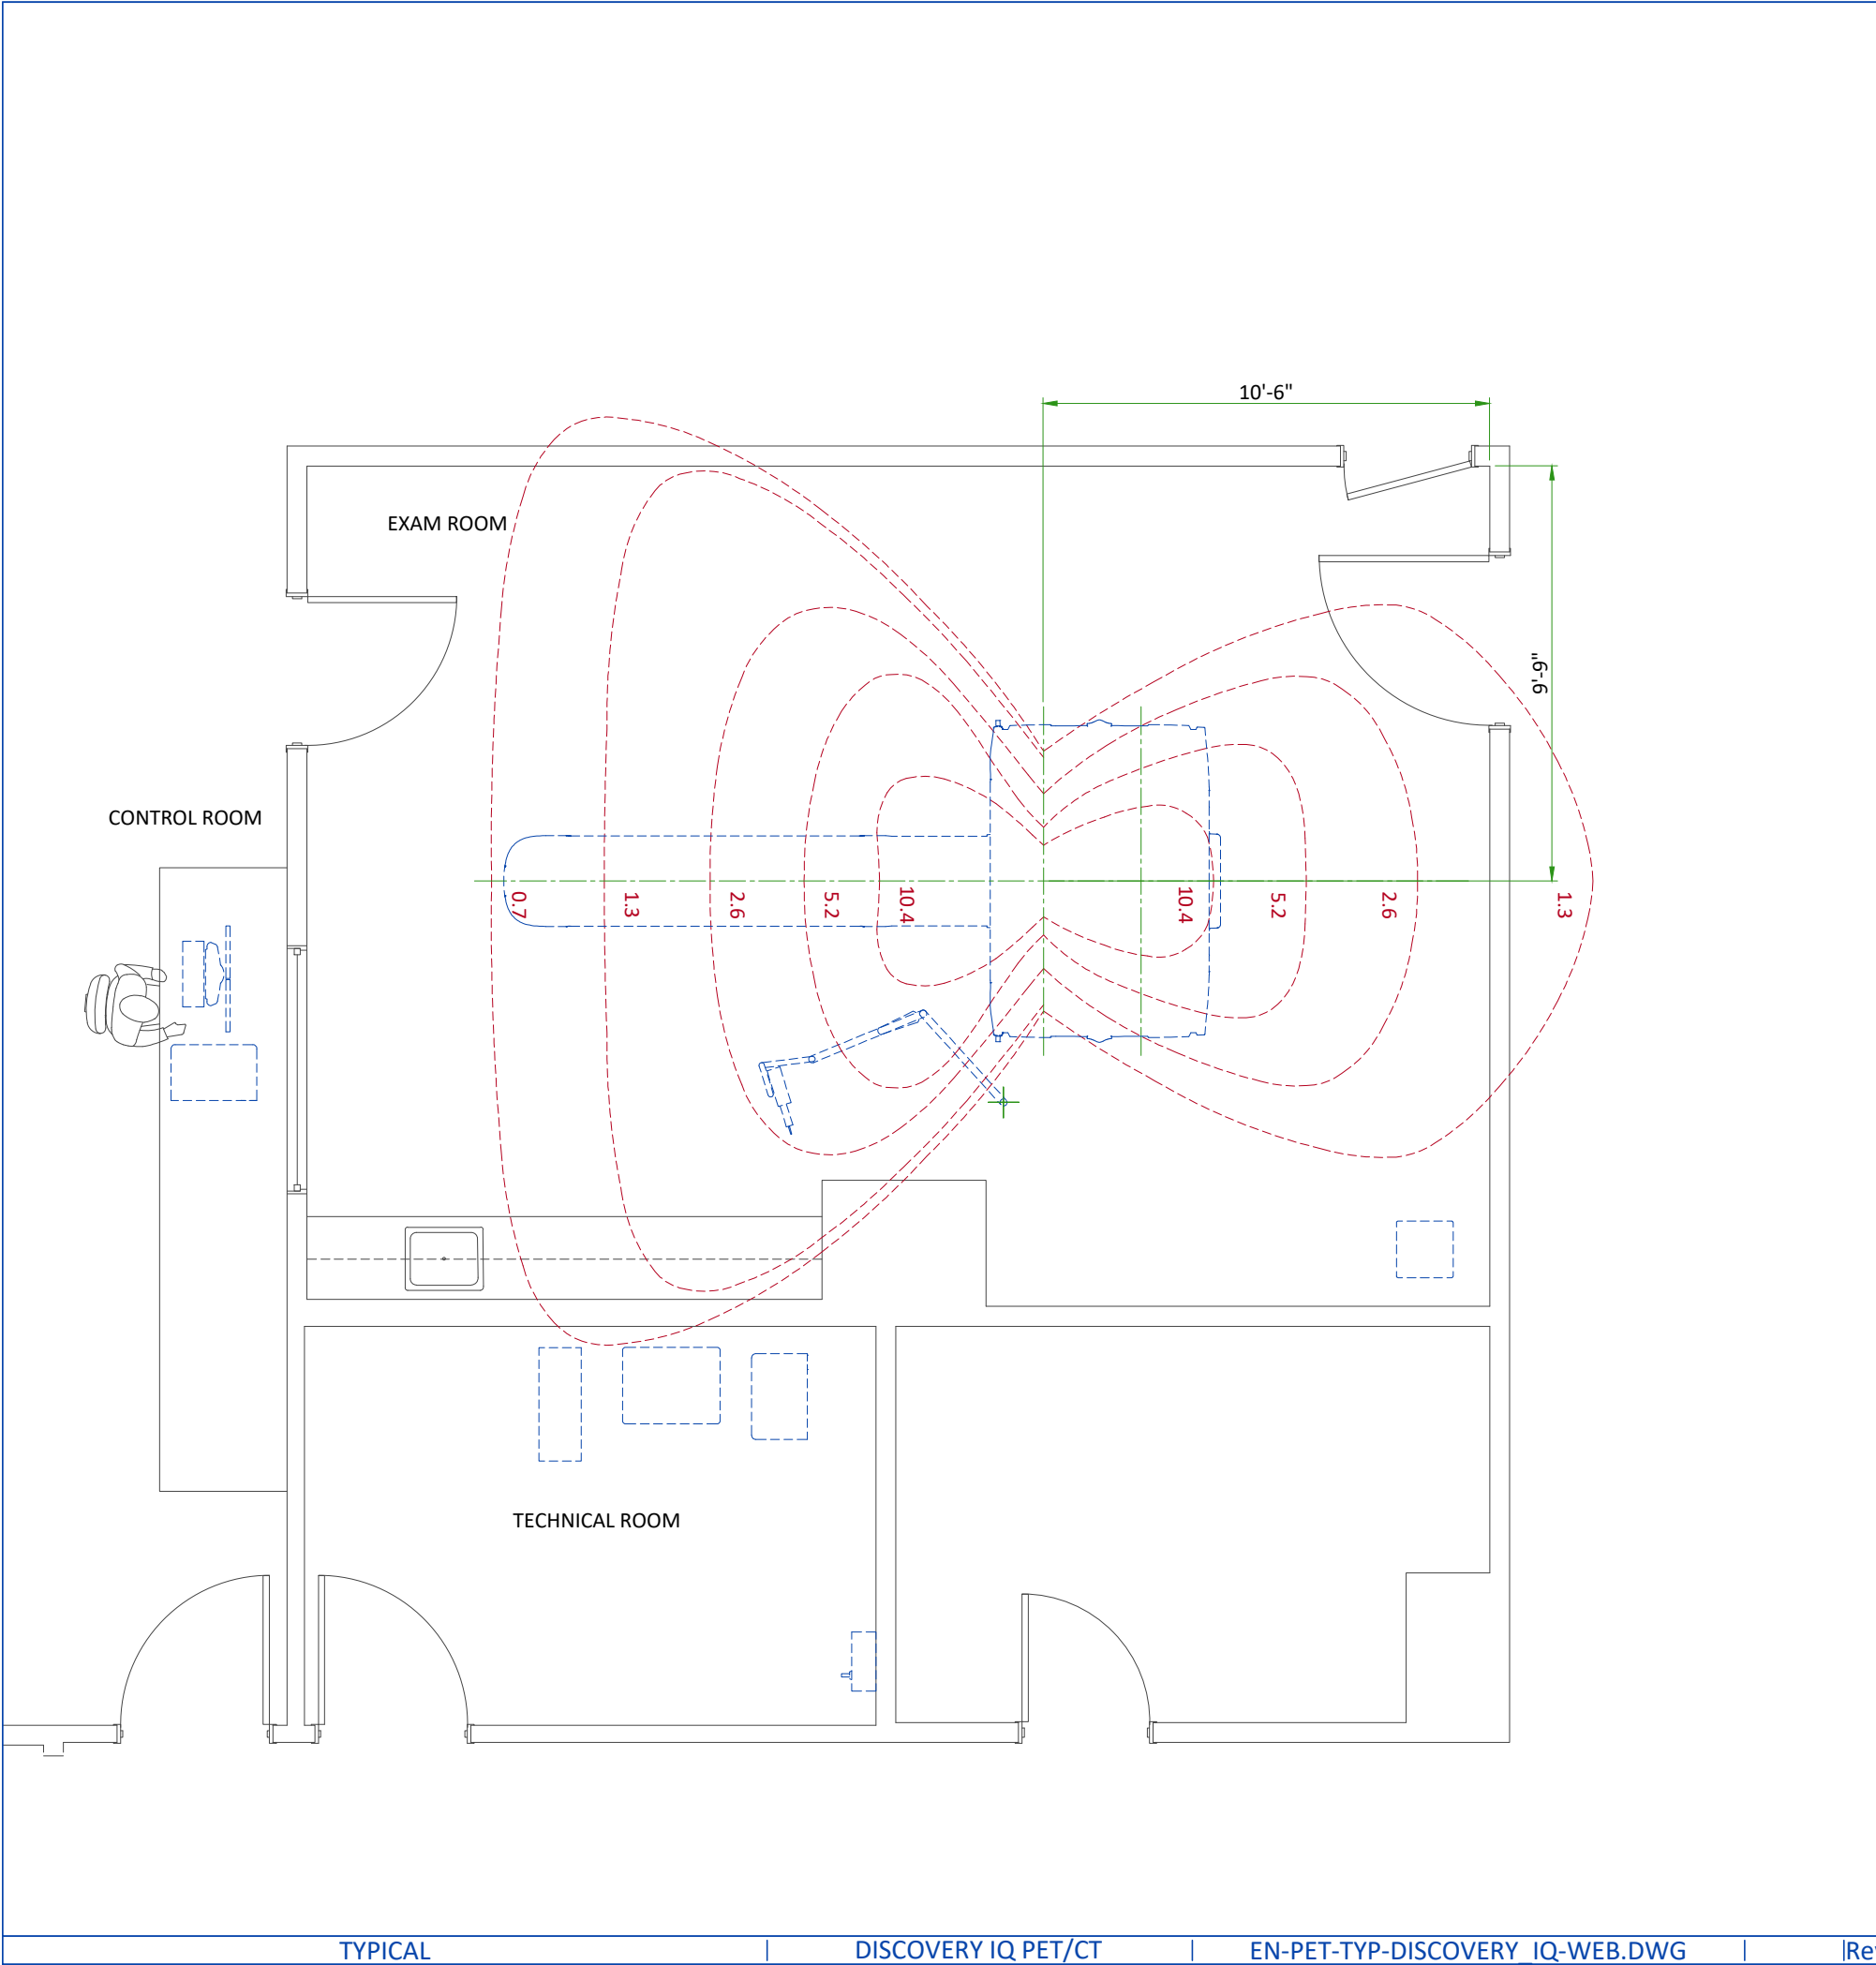 10'-6"
EXAM ROOM
9'-9"
CONTROL ROOM
0.7
1.3
2.6
5.2
10.4
10.4
5.2
2.6
1.3
TECHNICAL ROOM
TYPICAL | DISCOVERY IQ PET/CT | EN-PET-TYP-DISCOVERY_IQ-WEB.DWG | |Re